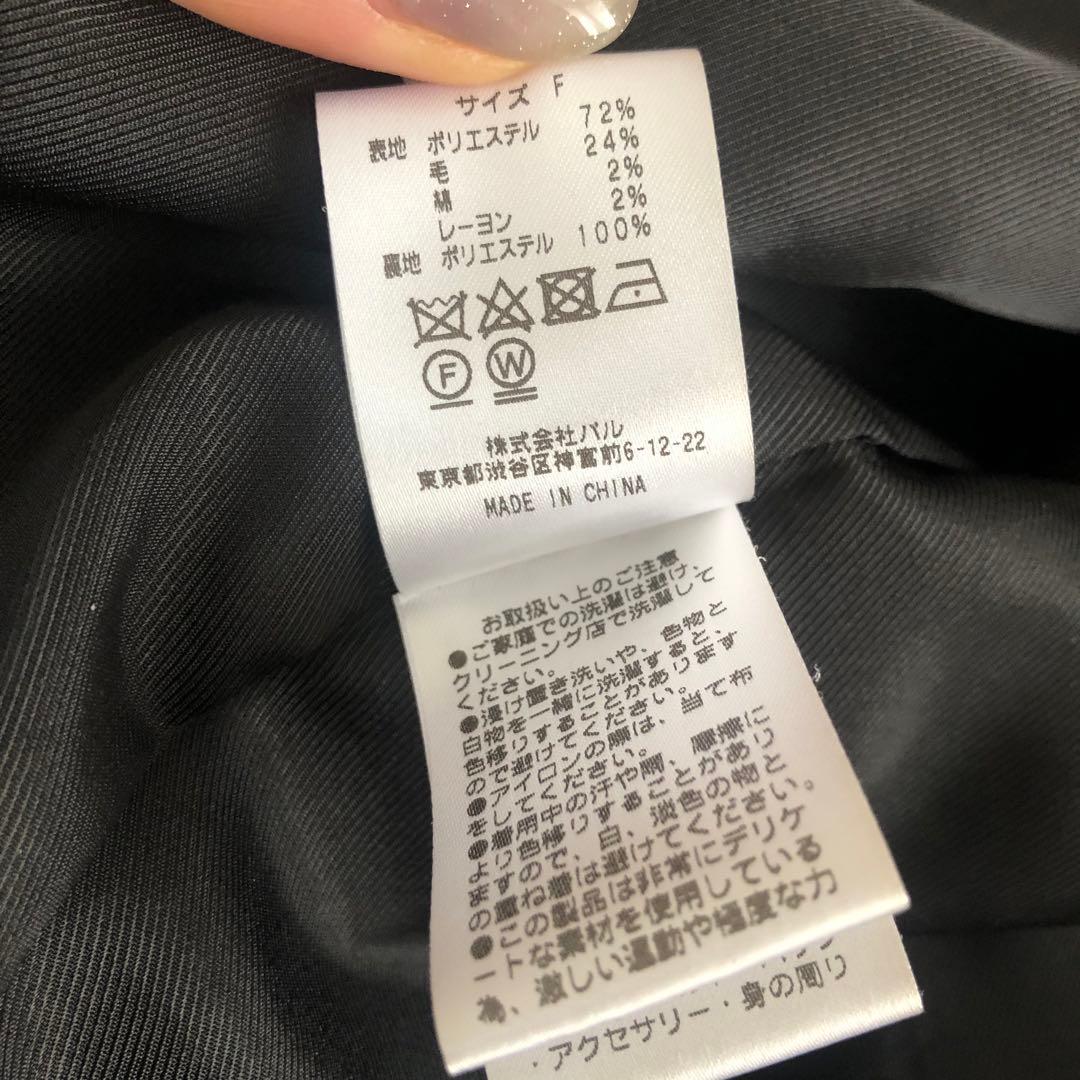 サイズ F
表地 ポリエステル 72%
毛 24%
綿 2%
レーヨン 2%
裏地 ポリエステル 100%
F W
株式会社パル
東京都渋谷区神宮前6-12-22
MADE IN CHINA
お取扱い上のご注意
●ご家庭での洗濯は避け、
クリーニング店で洗濯して
ください。
●浸け置き洗いや、色物と
白物を一緒に洗濯すると、
色移りすることがあります
ので避けてください。
●アイロンの際は、当て布
をしてください。
●着用中の汗や雨、摩擦に
より色移りすることがあり
ますので、白、淡色の物と
の重ね着は避けてください。
●この製品は非常にデリケ
ートな素材を使用している
為、激しい運動や極度な力
・アクセサリー・身の周り